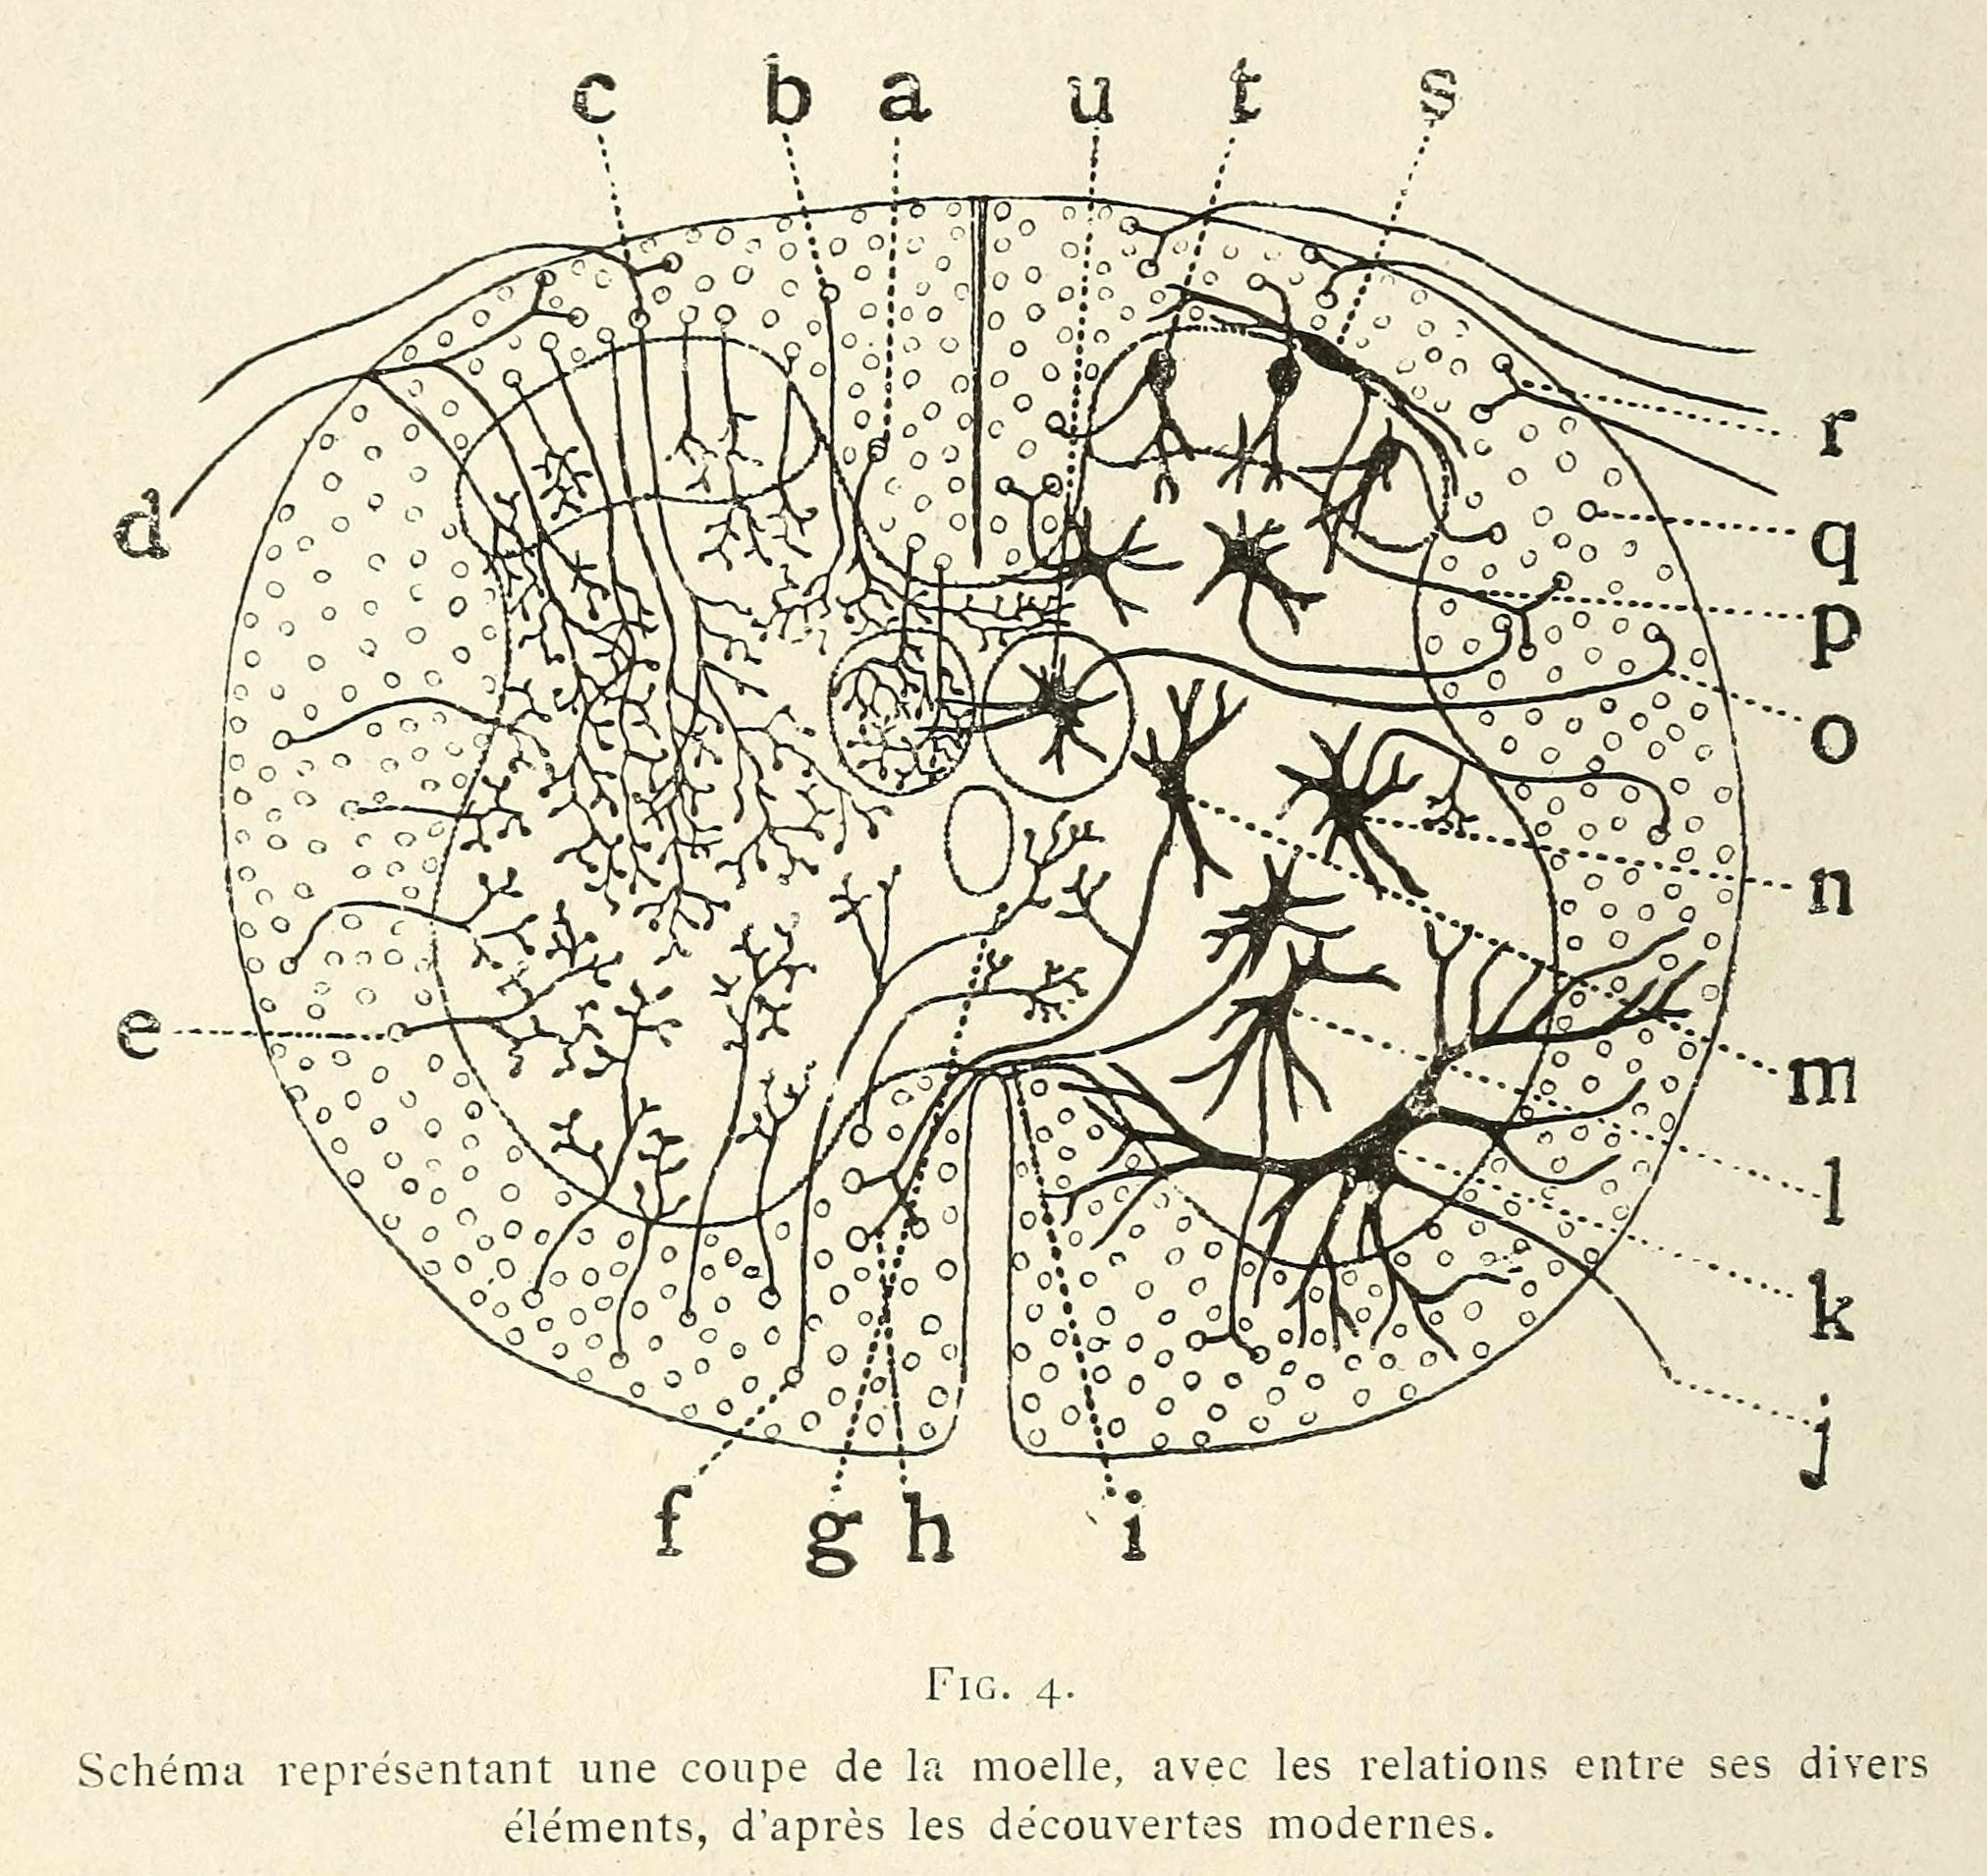 c b a u t s
r
d
q
p
o
n
e
m
l
k
j
f g h i
FIG. 4.
Schéma représentant une coupe de la moelle, avec les relations entre ses divers
éléments, d'après les découvertes modernes.